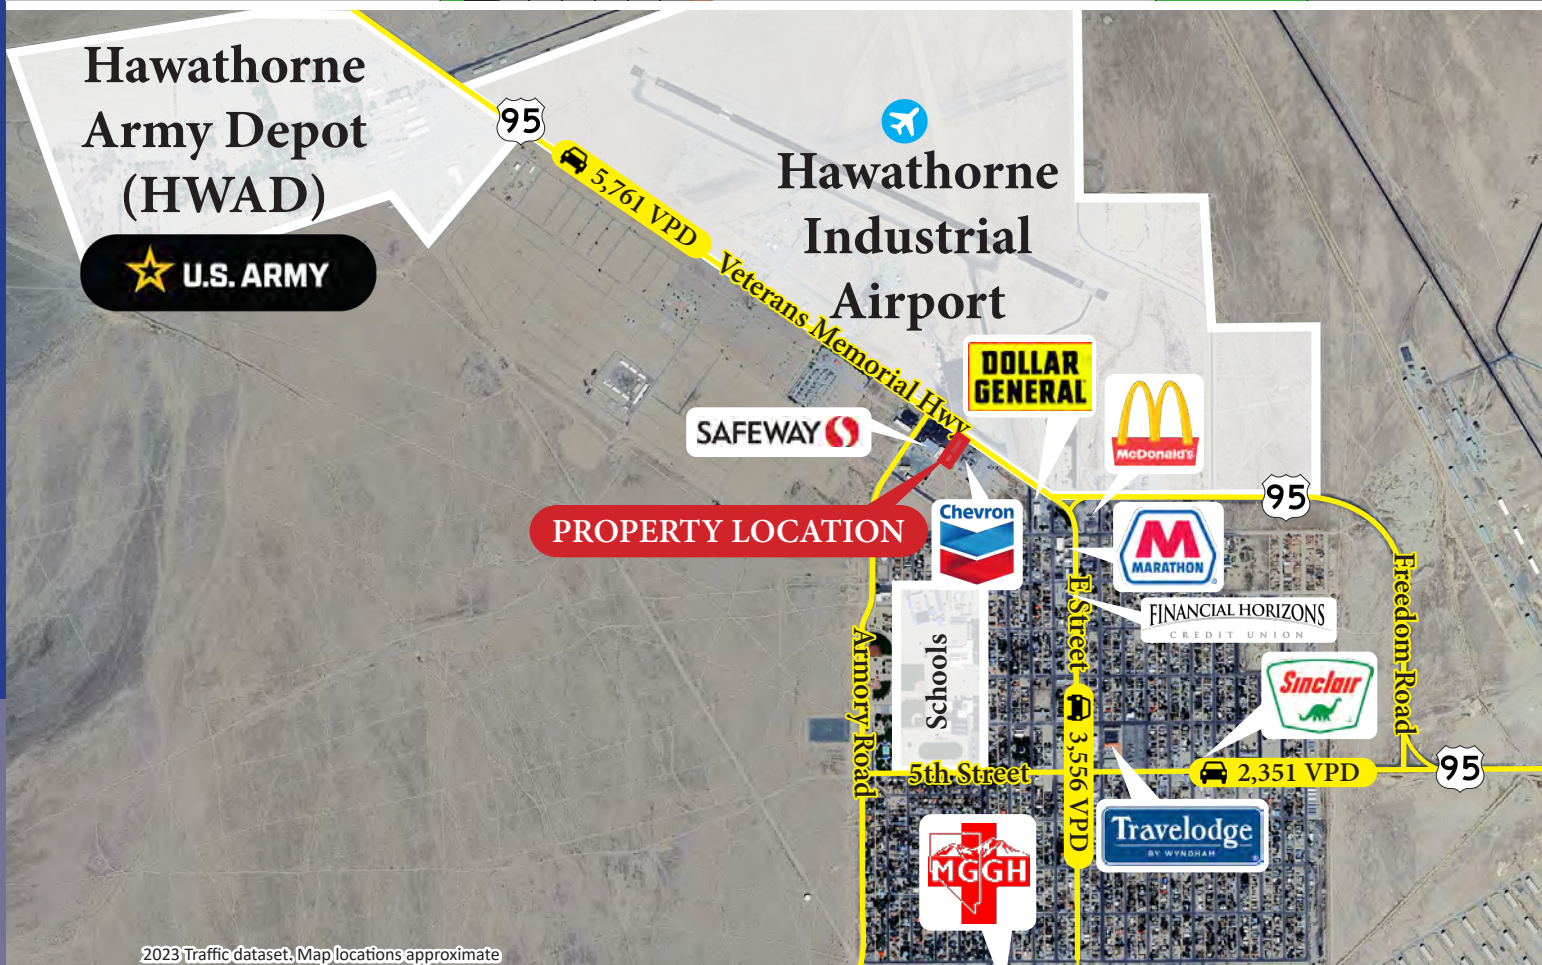 Hawathorne
Army Depot
(HWAD)
U.S. ARMY
95
5,761 VPD
Veterans Memorial Hwy
Hawathorne
Industrial
Airport
DOLLAR
GENERAL
McDonald's
SAFEWAY
PROPERTY LOCATION
Chevron
95
M
MARATHON
E Street
FINANCIAL HORIZONS
CREDIT UNION
Freedom Road
Armory Road
Schools
Sinclair
3,556 VPD
5th Street
2,351 VPD
95
Travelodge
BY WYNDHAM
MGGH
2023 Traffic dataset. Map locations approximate